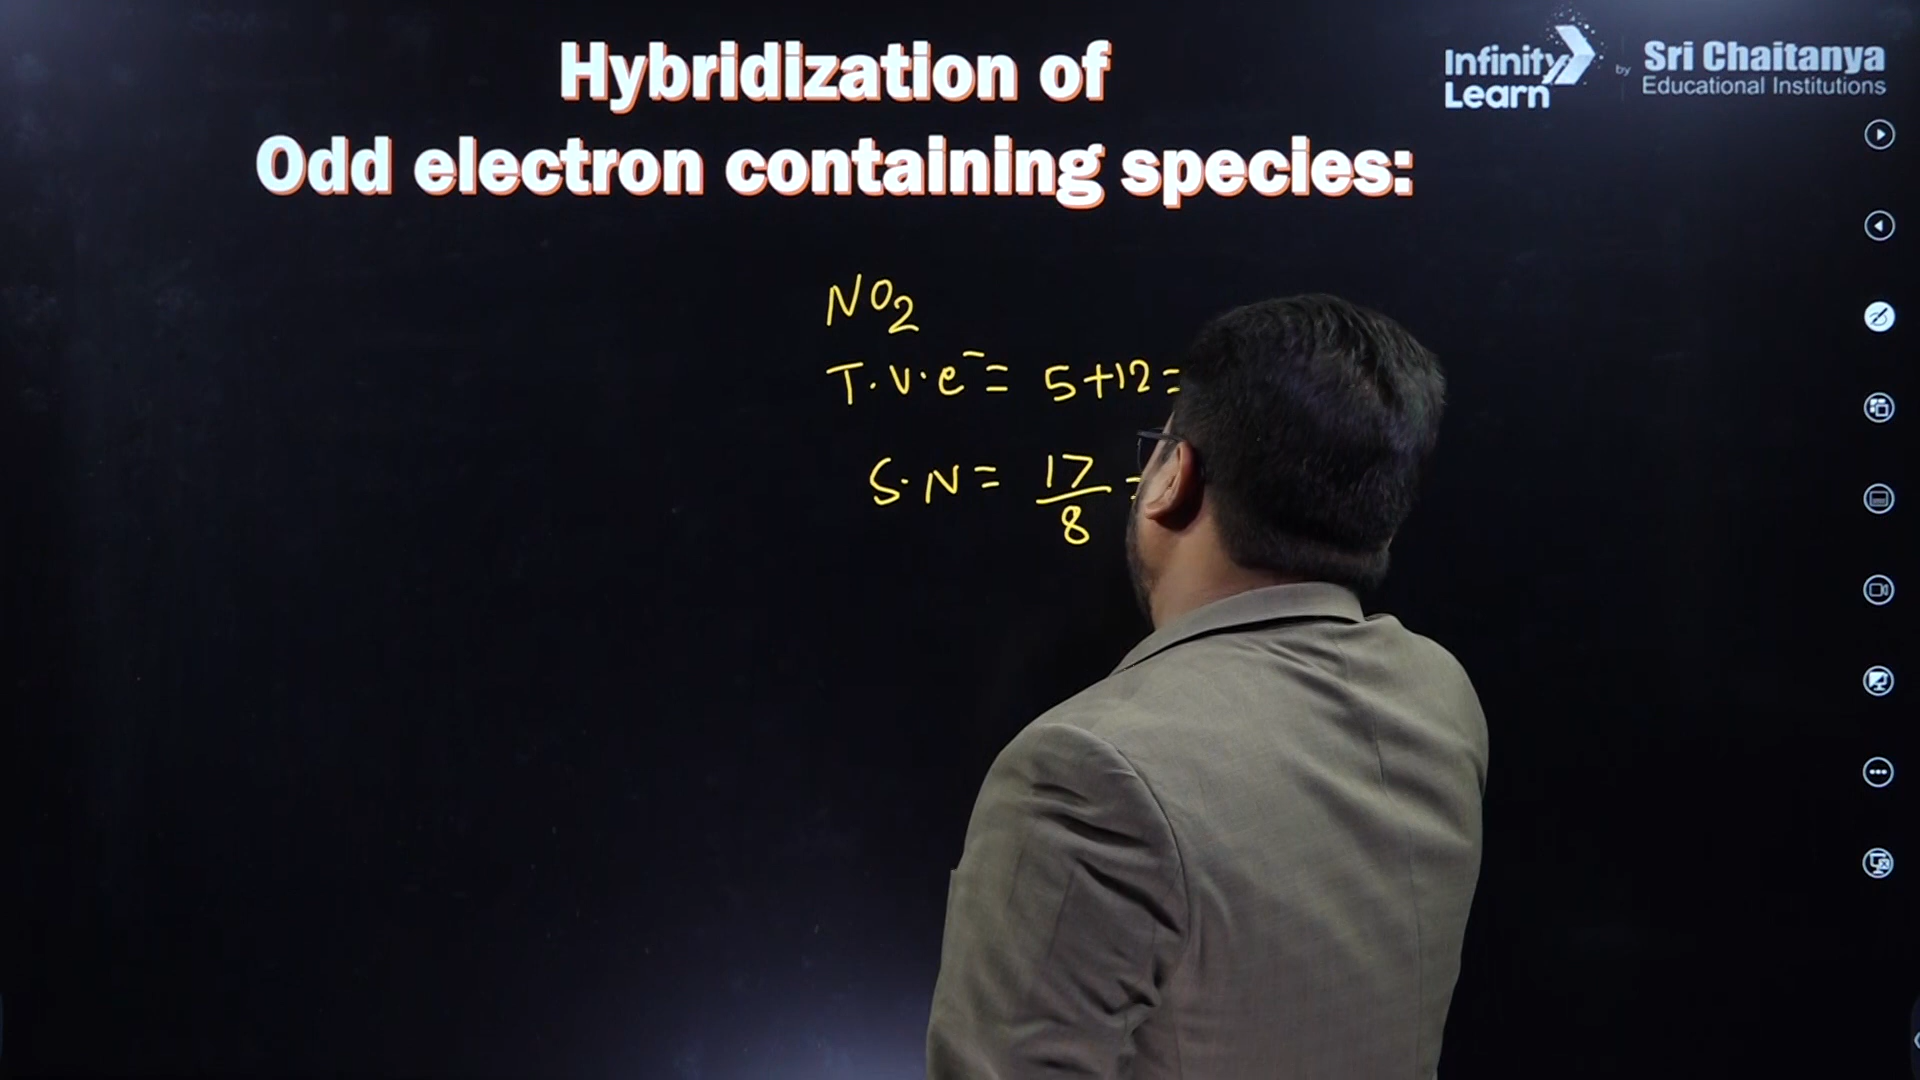 Hybridization of
Odd electron containing species:
Infinity Learn
by
Sri Chaitanya
Educational Institutions
NO₂
T.V.e⁻ = 5+12 =
S.N = 17/8 =